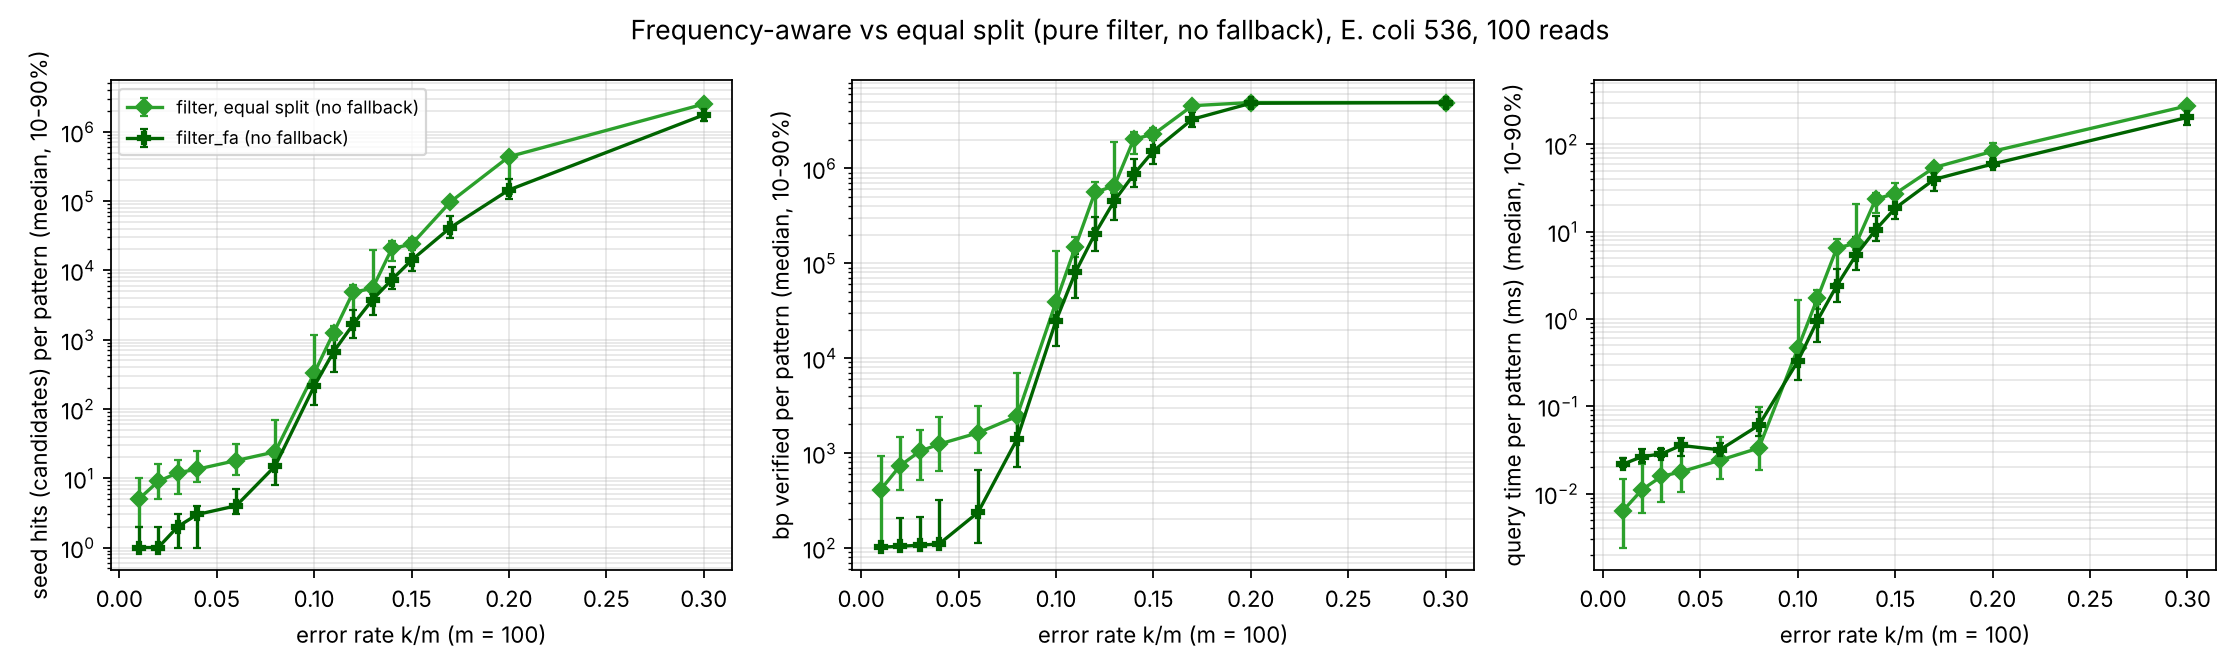 Frequency-aware vs equal split (pure filter, no fallback), E. coli 536, 100 reads
seed hits (candidates) per pattern (median, 10-90%)
filter, equal split (no fallback)
filter_fa (no fallback)
10^6
10^5
10^4
10^3
10^2
10^1
10^0
0.00 0.05 0.10 0.15 0.20 0.25 0.30
error rate k/m (m = 100)
bp verified per pattern (median, 10-90%)
10^6
10^5
10^4
10^3
10^2
0.00 0.05 0.10 0.15 0.20 0.25 0.30
error rate k/m (m = 100)
query time per pattern (ms) (median, 10-90%)
10^2
10^1
10^0
10^−1
10^−2
0.00 0.05 0.10 0.15 0.20 0.25 0.30
error rate k/m (m = 100)